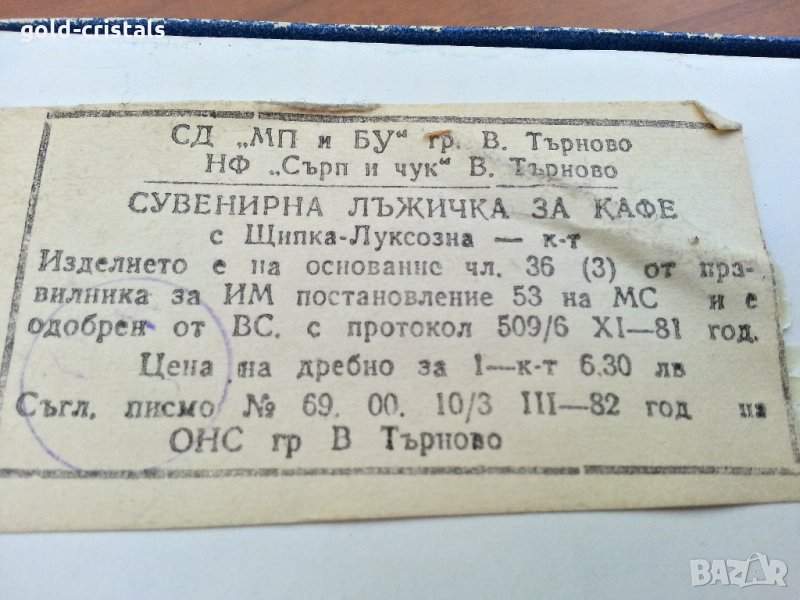 gold-cristals
СД „МП и БУ“ гр. В. Търново
НФ „Сърп и чук“ В. Търново
СУВЕНИРНА ЛЪЖИЧКА ЗА КАФЕ
с Щипка-Луксозна — к-т
Изделието е на основание чл. 36 (3) от пра-
вилника за ИМ постановление 53 на МС и е
одобрен от ВС. с протокол 509/6 XI—81 год.
Цена на дребно за 1—к-т 6.30 лв
Съгл. писмо № 69. 00. 10/3 III—82 год на
ОНС гр В Търново
BAZAR